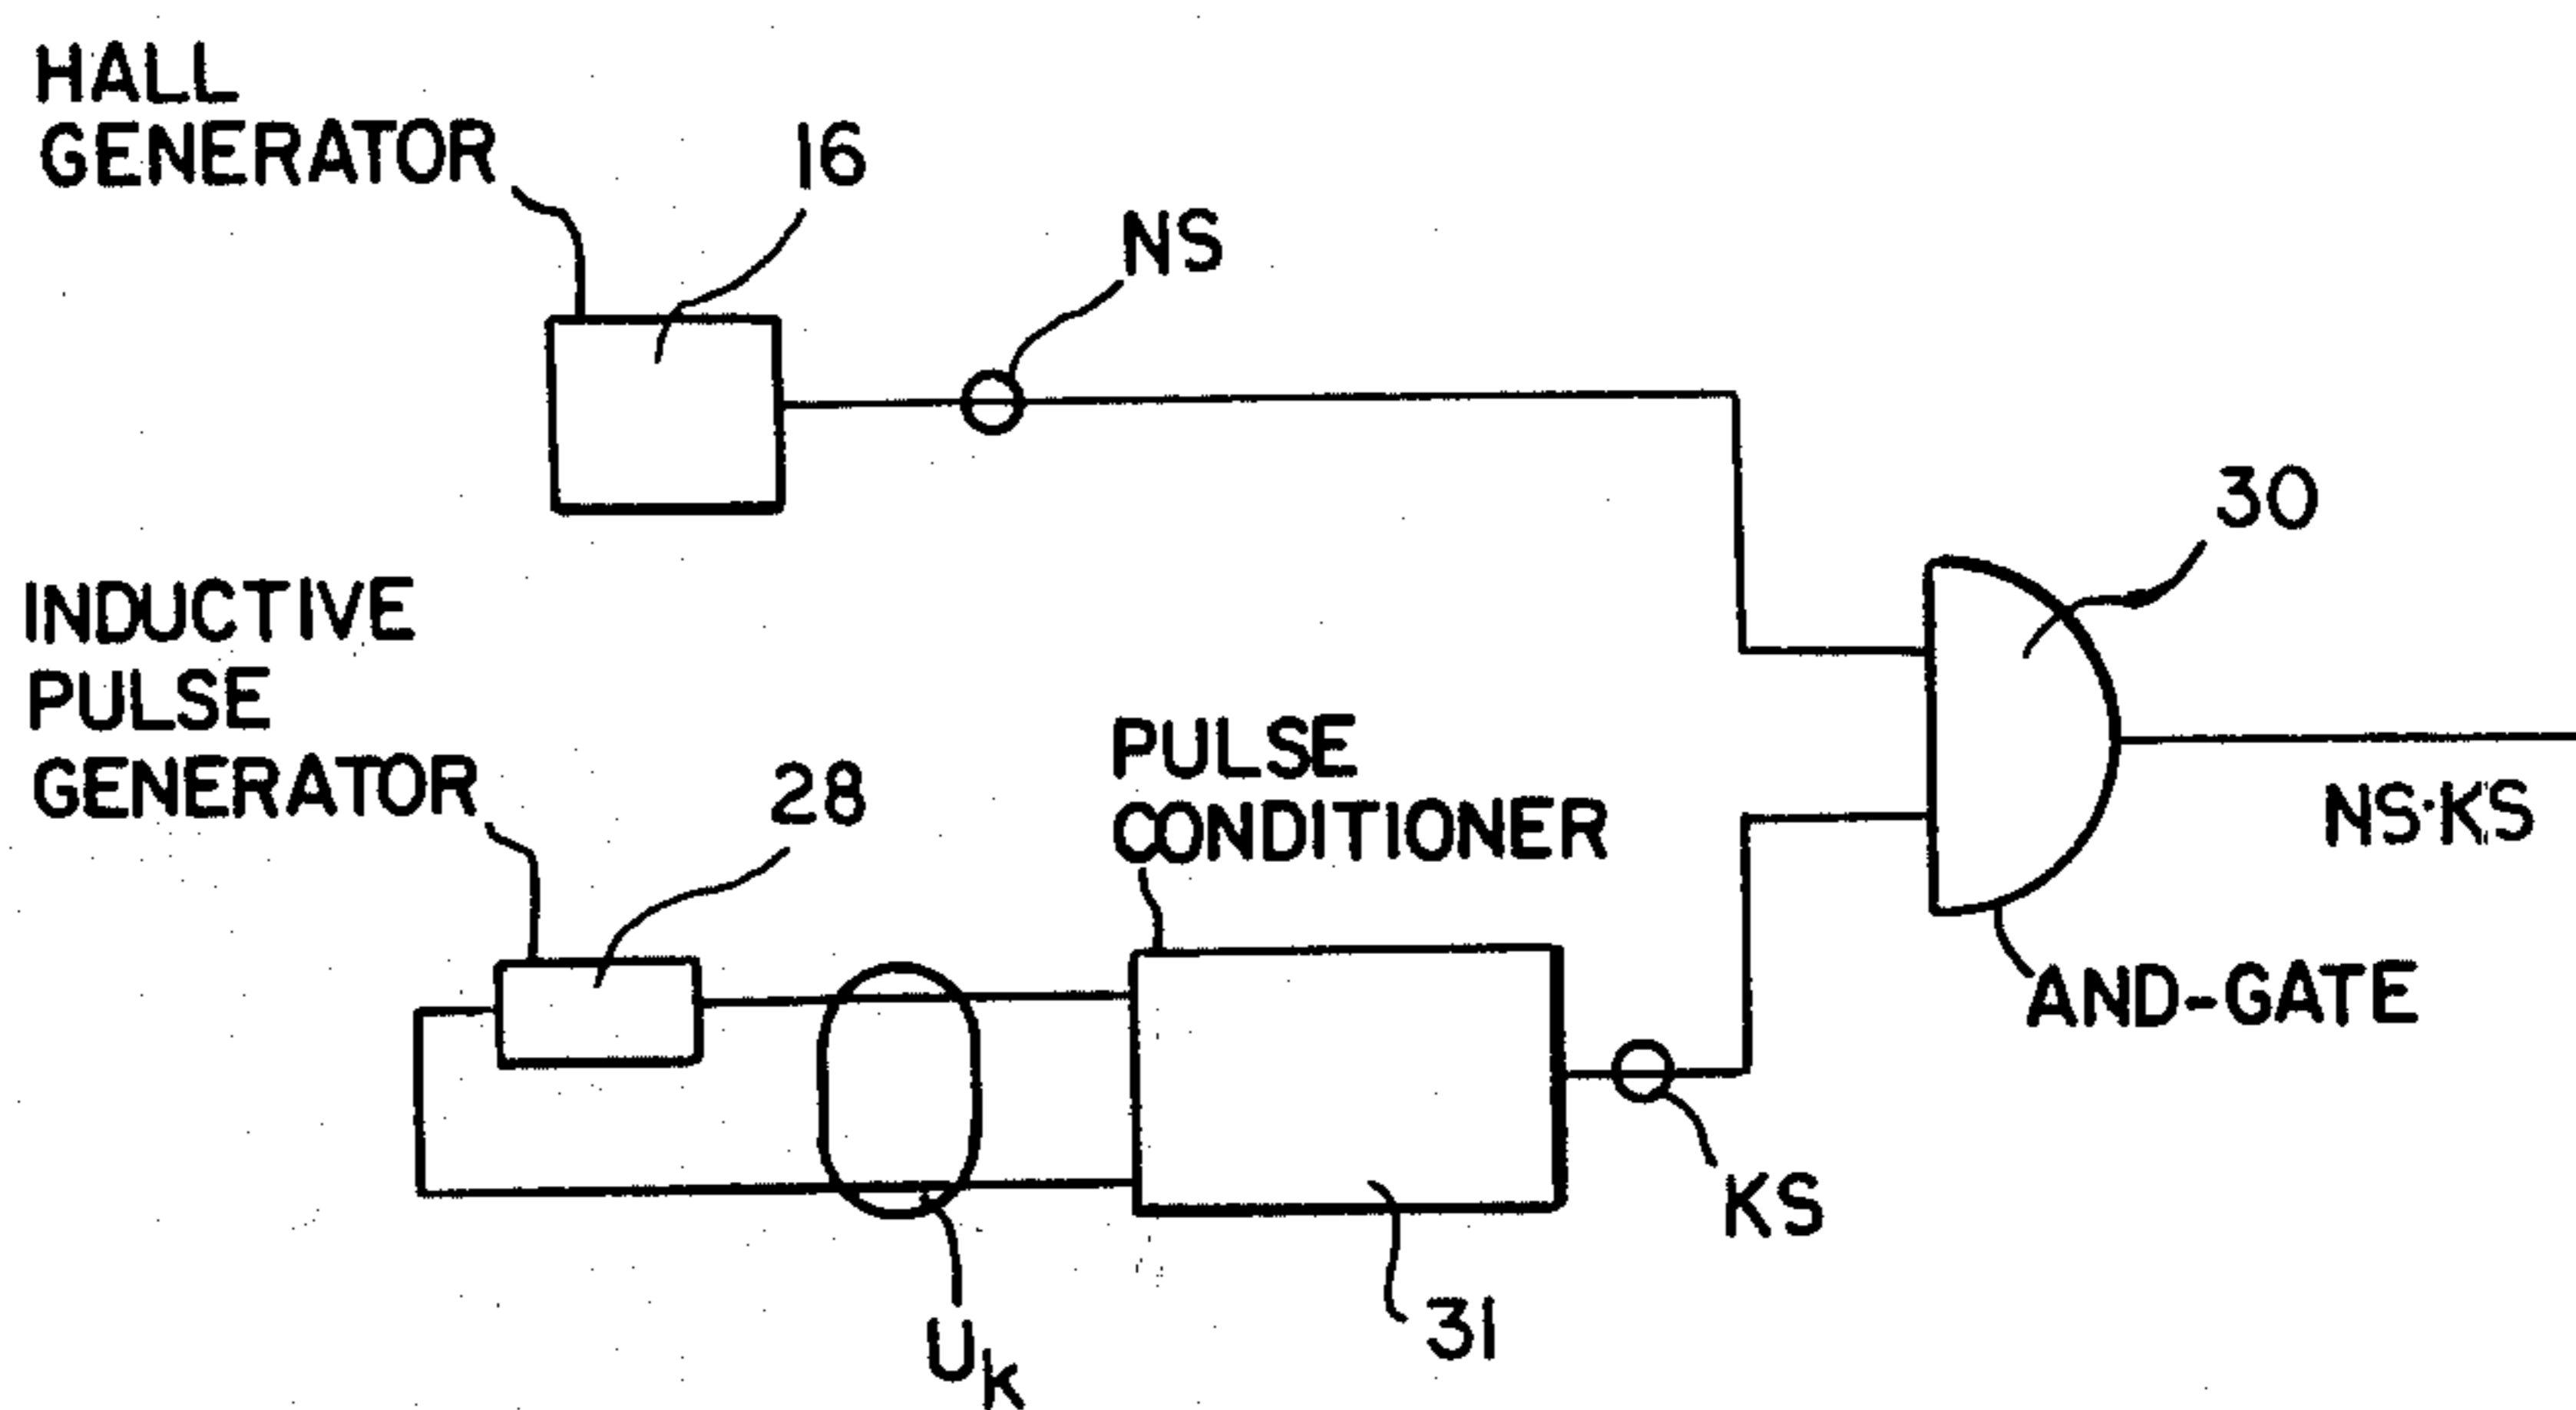 HALL
GENERATOR
16
NS
30
INDUCTIVE
PULSE
GENERATOR
28
PULSE
CONDITIONER
NS·KS
AND-GATE
KS
31
UK